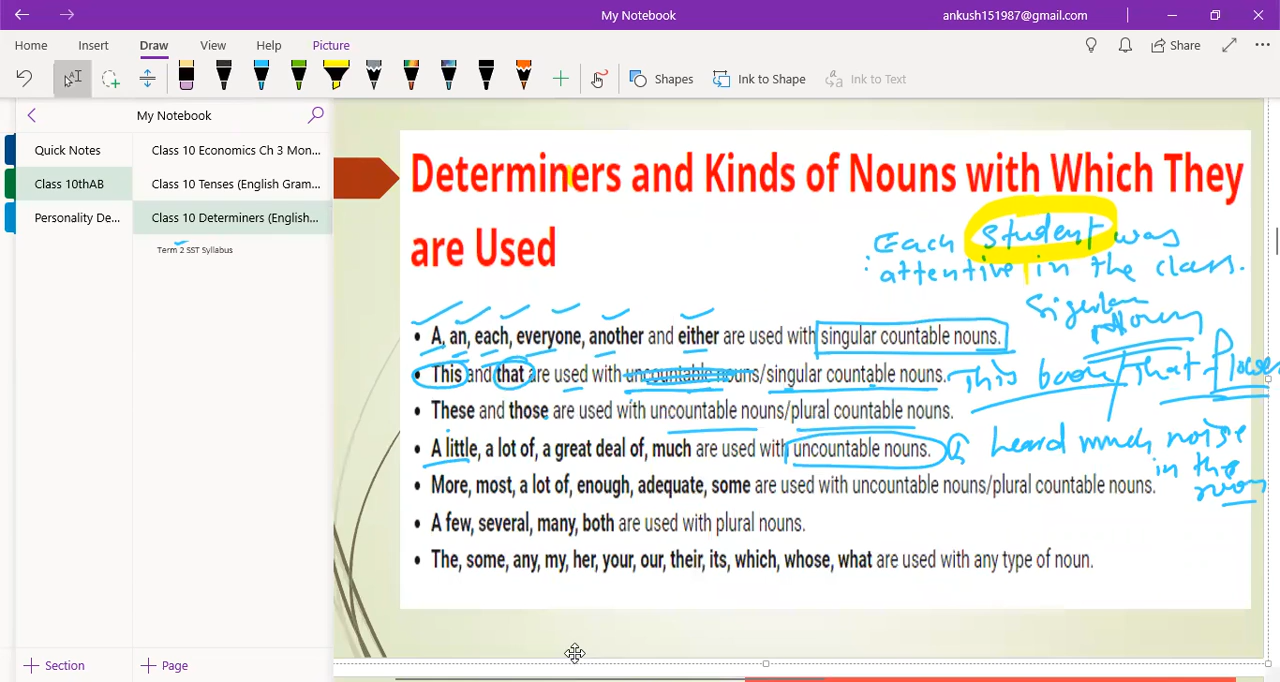 My Notebook
ankush151987@gmail.com
Home Insert Draw View Help Picture
Share
Shapes Ink to Shape Ink to Text
My Notebook
Quick Notes
Class 10thAB
Personality De...
Class 10 Economics Ch 3 Mon...
Class 10 Tenses (English Gram...
Class 10 Determiners (English...
Term 2 SST Syllabus
Section
Page
Determiners and Kinds of Nouns with Which They
are Used
Each student was
attentive in the class.
Nouns
• A, an, each, everyone, another and either are used with singular countable nouns.
• This and that are used with uncountable nouns/singular countable nouns.
This book/that
• These and those are used with uncountable nouns/plural countable nouns.
• A little, a lot of, a great deal of, much are used with uncountable nouns.
I heard much noise
in the
room
• More, most, a lot of, enough, adequate, some are used with uncountable nouns/plural countable nouns.
• A few, several, many, both are used with plural nouns.
• The, some, any, my, her, your, our, their, its, which, whose, what are used with any type of noun.